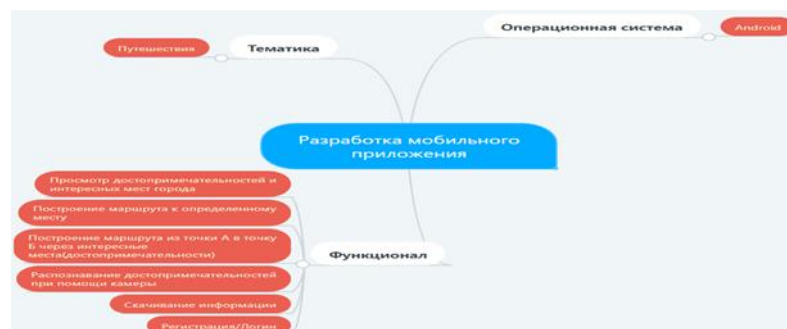 Операционная система
Android
Путешествия
Тематика
Разработка мобильного
приложения
Просмотр достопримечательностей и
интересных мест города
Построение маршрута к определенному
месту
Построение маршрута из точки А в точку
Б через интересные
места(достопримечательности)
Функционал
Распознавание достопримечательностей
при помощи камеры
Скачивание информации
Регистрация/Логин